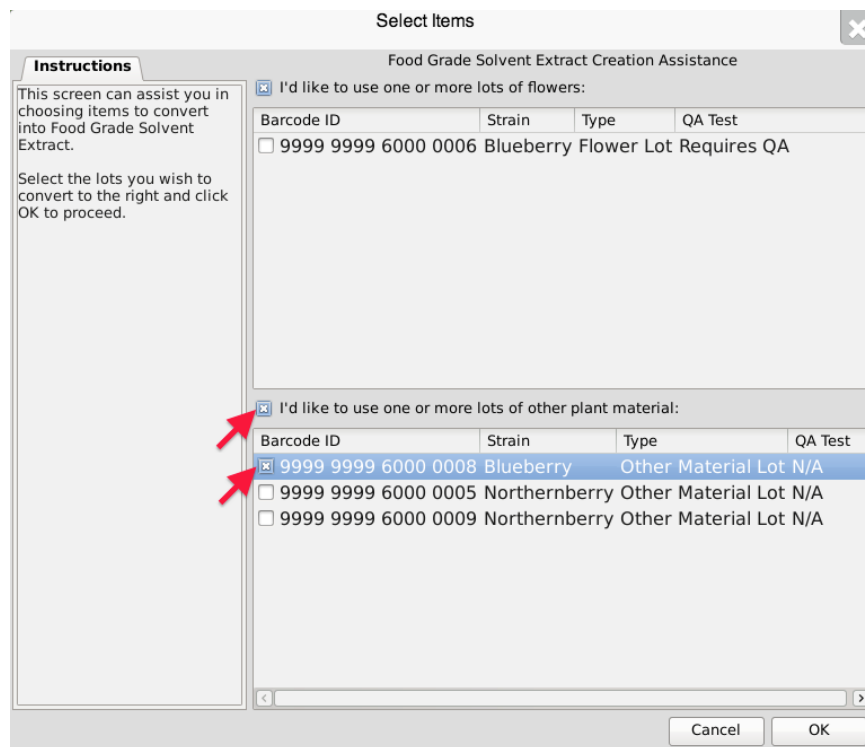 Select Items
Instructions
This screen can assist you in
choosing items to convert
into Food Grade Solvent
Extract.
Select the lots you wish to
convert to the right and click
OK to proceed.
Food Grade Solvent Extract Creation Assistance
I'd like to use one or more lots of flowers:
Barcode ID Strain Type QA Test
9999 9999 6000 0006 Blueberry Flower Lot Requires QA
I'd like to use one or more lots of other plant material:
Barcode ID Strain Type QA Test
9999 9999 6000 0008 Blueberry Other Material Lot N/A
9999 9999 6000 0005 Northernberry Other Material Lot N/A
9999 9999 6000 0009 Northernberry Other Material Lot N/A
Cancel OK